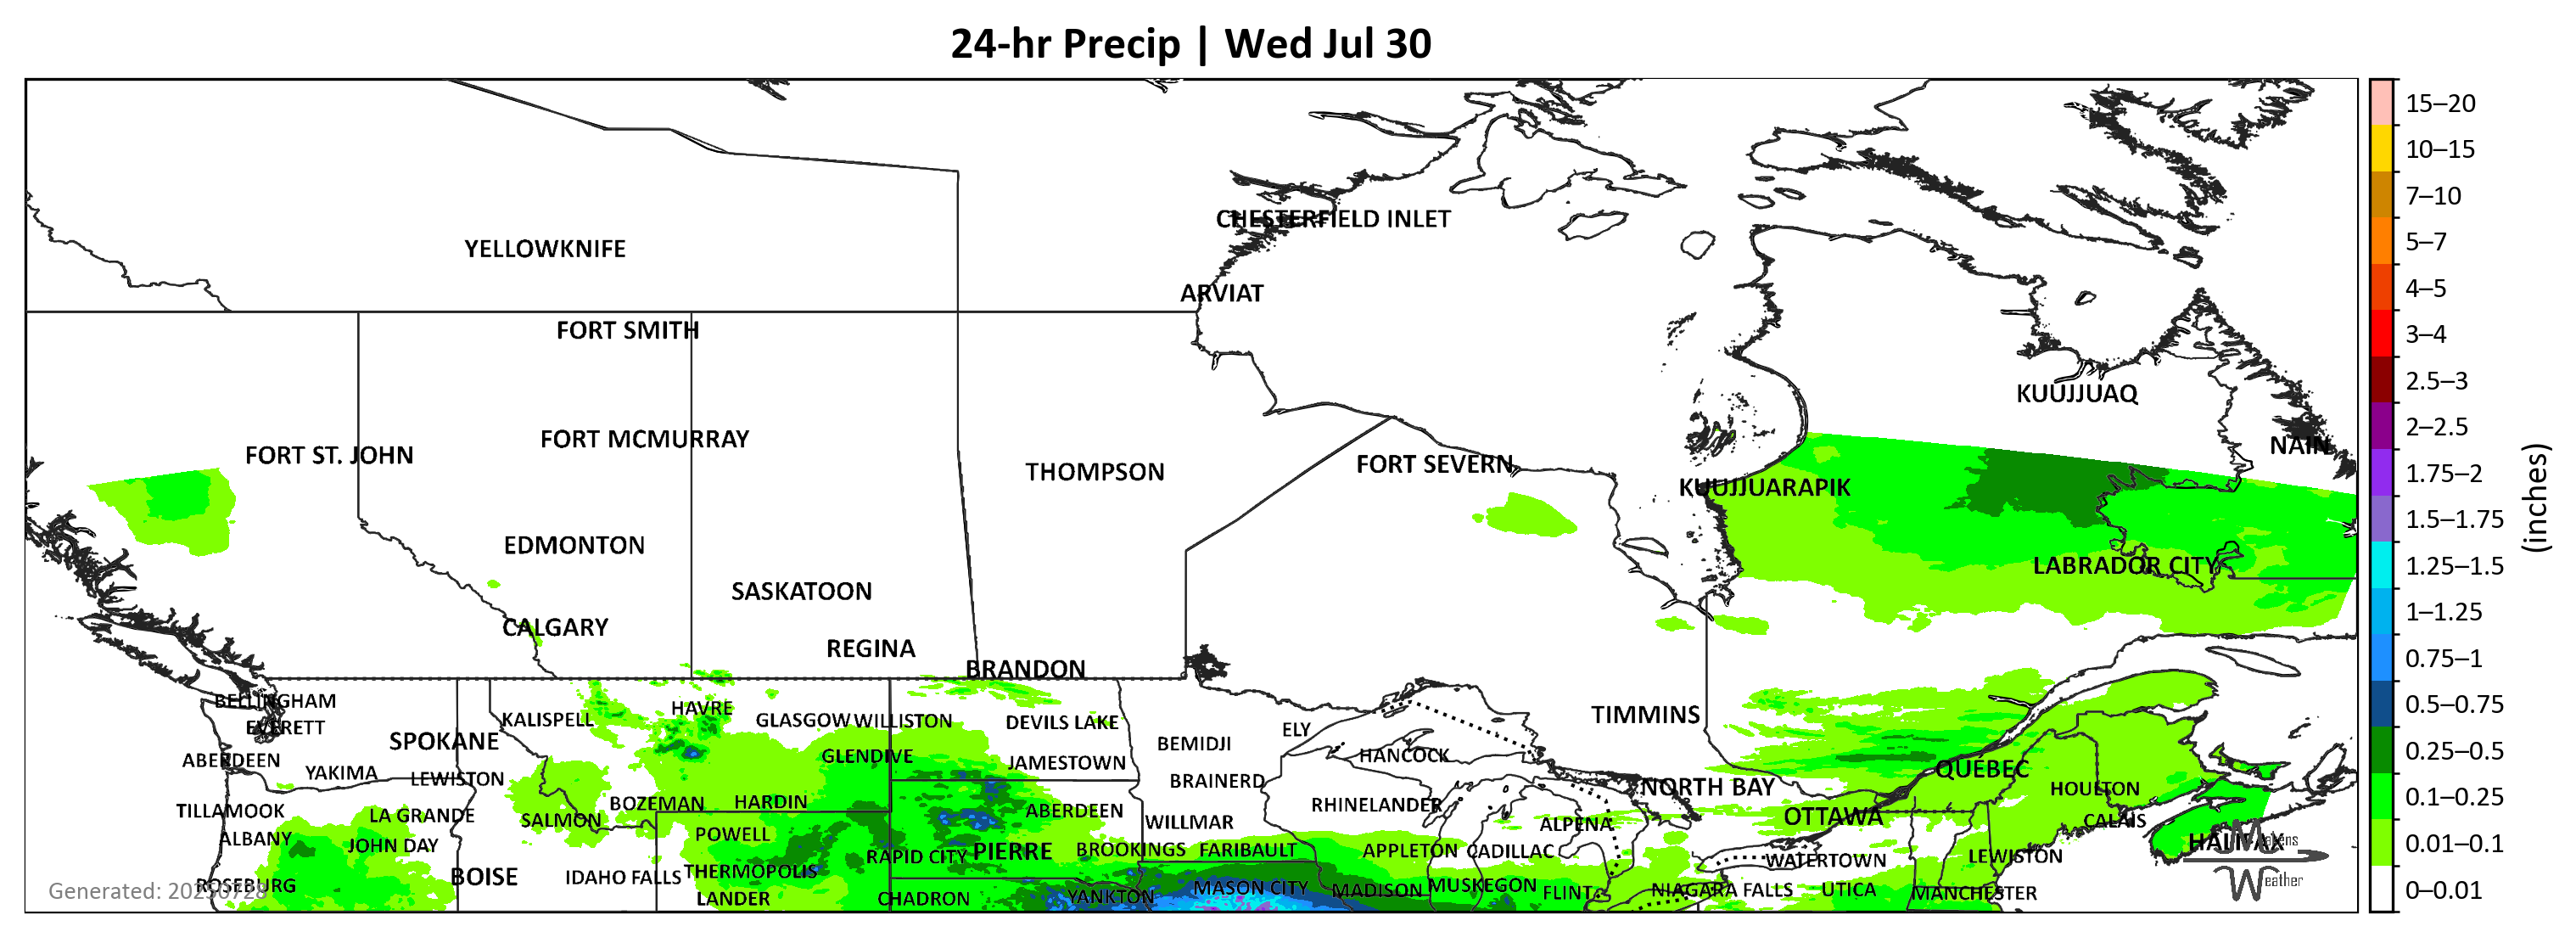 24-hr Precip | Wed Jul 30
15–20
10–15
7–10
5–7
4–5
3–4
2.5–3
2–2.5
1.75–2
1.5–1.75
1.25–1.5
1–1.25
0.75–1
0.5–0.75
0.25–0.5
0.1–0.25
0.01–0.1
0–0.01
(inches)
CHESTERFIELD INLET
YELLOWKNIFE
ARVIAT
FORT SMITH
KUUJJUAQ
FORT MCMURRAY
NAIN
FORT ST. JOHN
FORT SEVERN
THOMPSON
KUUJJUARAPIK
EDMONTON
LABRADOR CITY
SASKATOON
CALGARY
REGINA
BRANDON
BELLINGHAM
HAVRE
TIMMINS
KALISPELL
GLASGOW
WILLISTON
DEVILS LAKE
EVERETT
ELY
SPOKANE
BEMIDJI
GLENDIVE
HANCOCK
ABERDEEN
JAMESTOWN
QUÉBEC
YAKIMA
LEWISTON
BRAINERD
NORTH BAY
HOULTON
BOZEMAN
HARDIN
RHINELANDER
TILLAMOOK
ABERDEEN
LA GRANDE
OTTAWA
SALMON
WILLMAR
ALPENA
CALAIS
POWELL
ALBANY
HALIFAX
JOHN DAY
PIERRE
BROOKINGS
FARIBAULT
APPLETON
CADILLAC
RAPID CITY
LEWISTON
WATERTOWN
THERMOPOLIS
BOISE
IDAHO FALLS
ROSEBURG
MUSKEGON
MASON CITY
MADISON
FLINT
NIAGARA FALLS
UTICA
MANCHESTER
YANKTON
LANDER
CHADRON
Weather